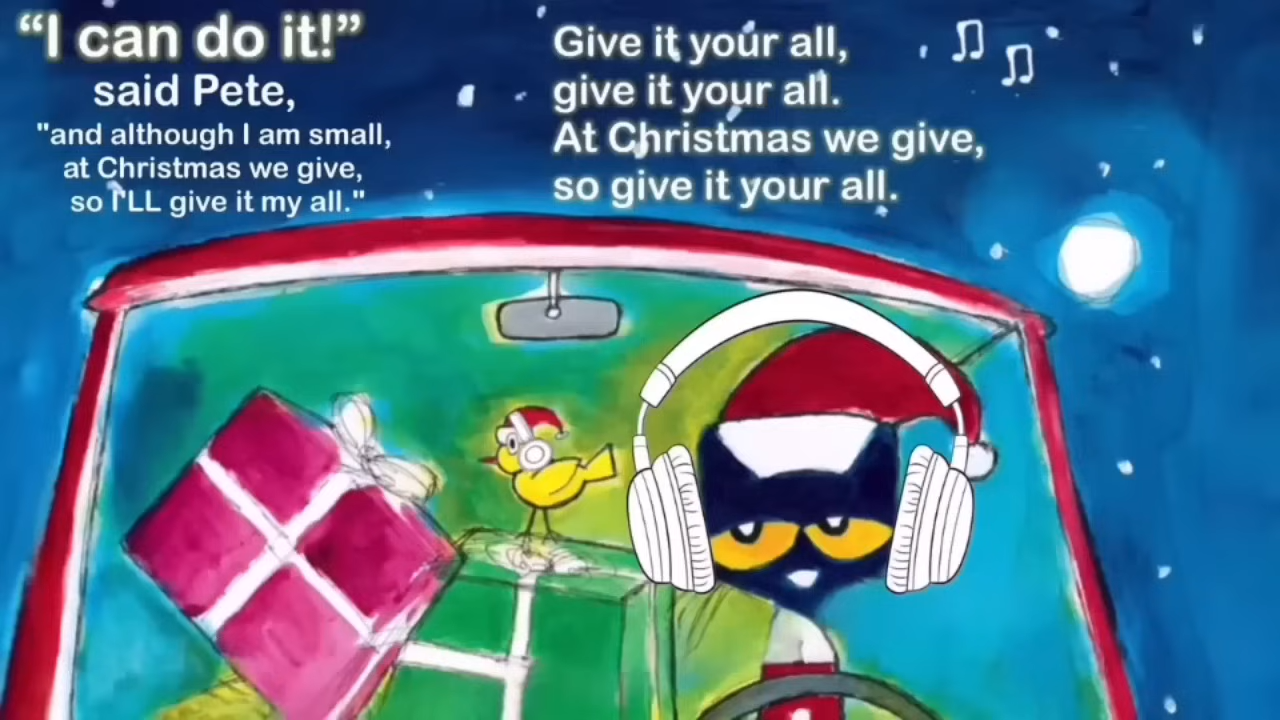 “I can do it!”
said Pete,
"and although I am small,
at Christmas we give,
so I'LL give it my all."
Give it your all,
give it your all.
At Christmas we give,
so give it your all.